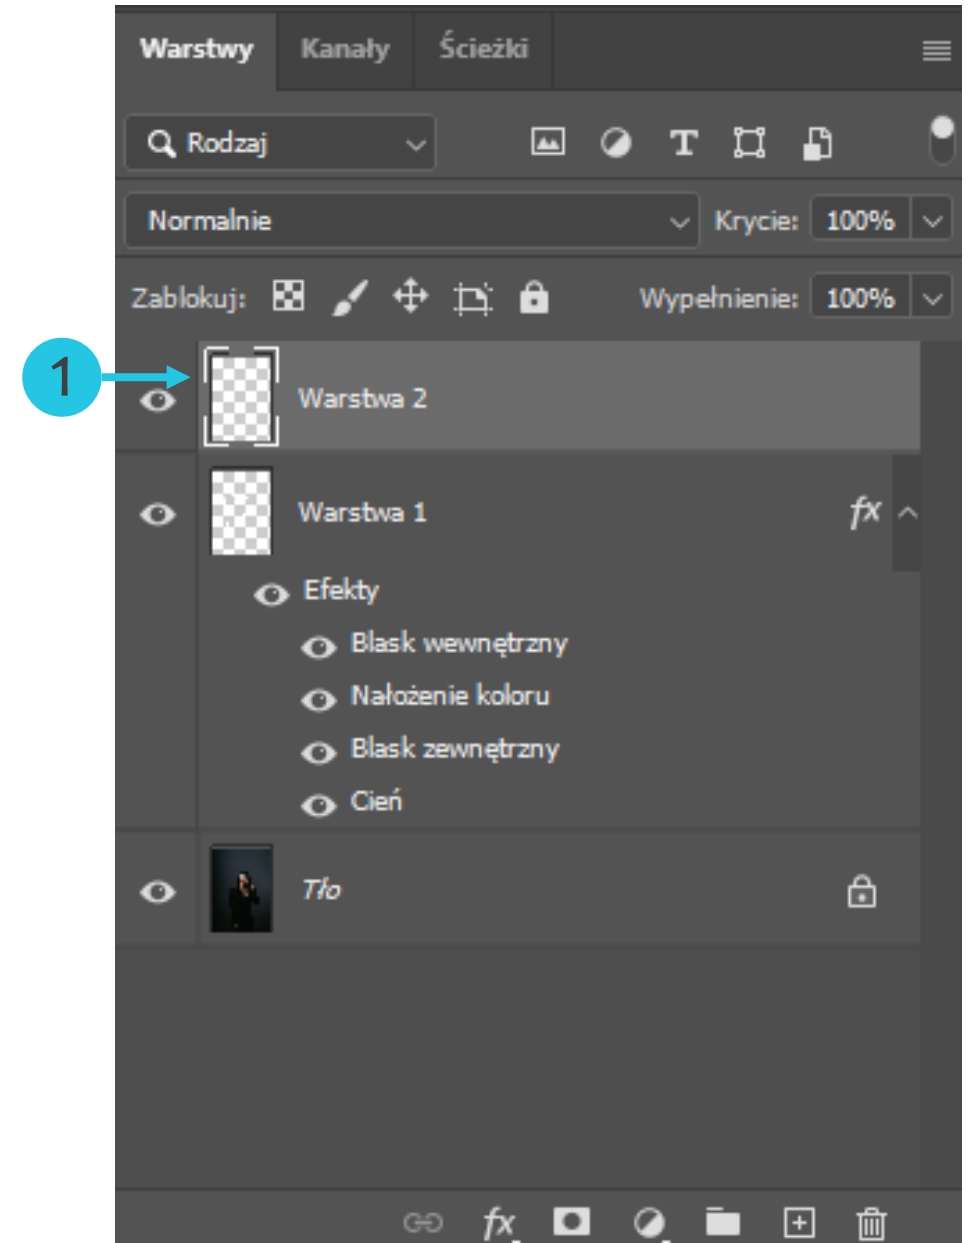 Warstwy Kanały Ścieżki
Rodzaj
Normalnie Krycie: 100%
Zablokuj: Wypełnienie: 100%
1
Warstwa 2
Warstwa 1 fx
Efekty
Blask wewnętrzny
Nałożenie koloru
Blask zewnętrzny
Cień
Tło
fx